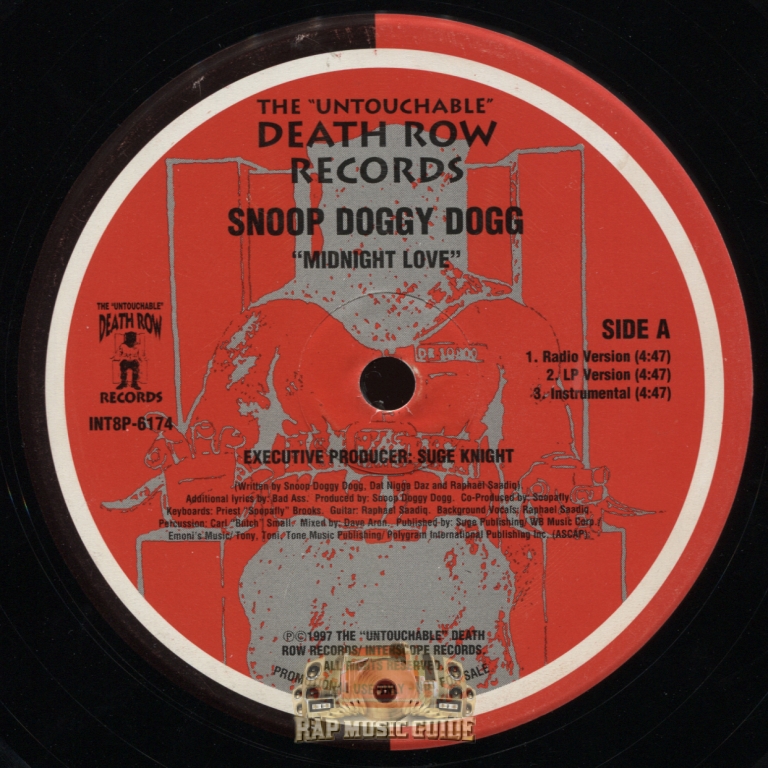 THE "UNTOUCHABLE"
DEATH ROW
RECORDS
SNOOP DOGGY DOGG
"MIDNIGHT LOVE"
THE "UNTOUCHABLE"
DEATH ROW
RECORDS
INT8P-6174
DR 10900
SIDE A
1. Radio Version (4:47)
2. LP Version (4:47)
3. Instrumental (4:47)
EXECUTIVE PRODUCER: SUGE KNIGHT
(Written by Snoop Doggy Dogg, Dat Nigga Daz and Raphael Saadiq).
Additional lyrics by: Bad Ass. Produced by: Snoop Doggy Dogg. Co-Produced by: Soopafly.
Keyboards: Priest "Soopafly" Brooks. Guitar: Raphael Saadiq. Background Vocals: Raphael Saadiq.
Percussion: Carl "Butch" Small. Mixed by: Dave Aron. Published by: Suge Publishing/ WB Music Corp./
Emoni's Music/ Tony, Toni, Tone Music Publishing/ Polygram International Publishing Inc. (ASCAP).
℗©1997 THE "UNTOUCHABLE" DEATH
ROW RECORDS/ INTERSCOPE RECORDS.
ALL RIGHTS RESERVED.
SALE
RAP MUSIC GUIDE